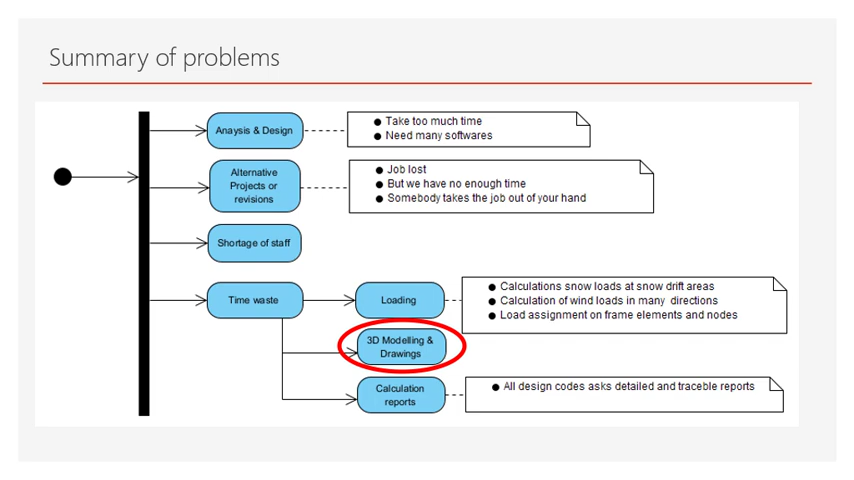 Summary of problems
Anaysis & Design
● Take too much time
● Need many softwares
Alternative
Projects or
revisions
● Job lost
● But we have no enough time
● Somebody takes the job out of your hand
Shortage of staff
Time waste
Loading
● Calculations snow loads at snow drift areas
● Calculation of wind loads in many directions
● Load assignment on frame elements and nodes
3D Modelling &
Drawings
Calculation
reports
● All design codes asks detailed and traceble reports